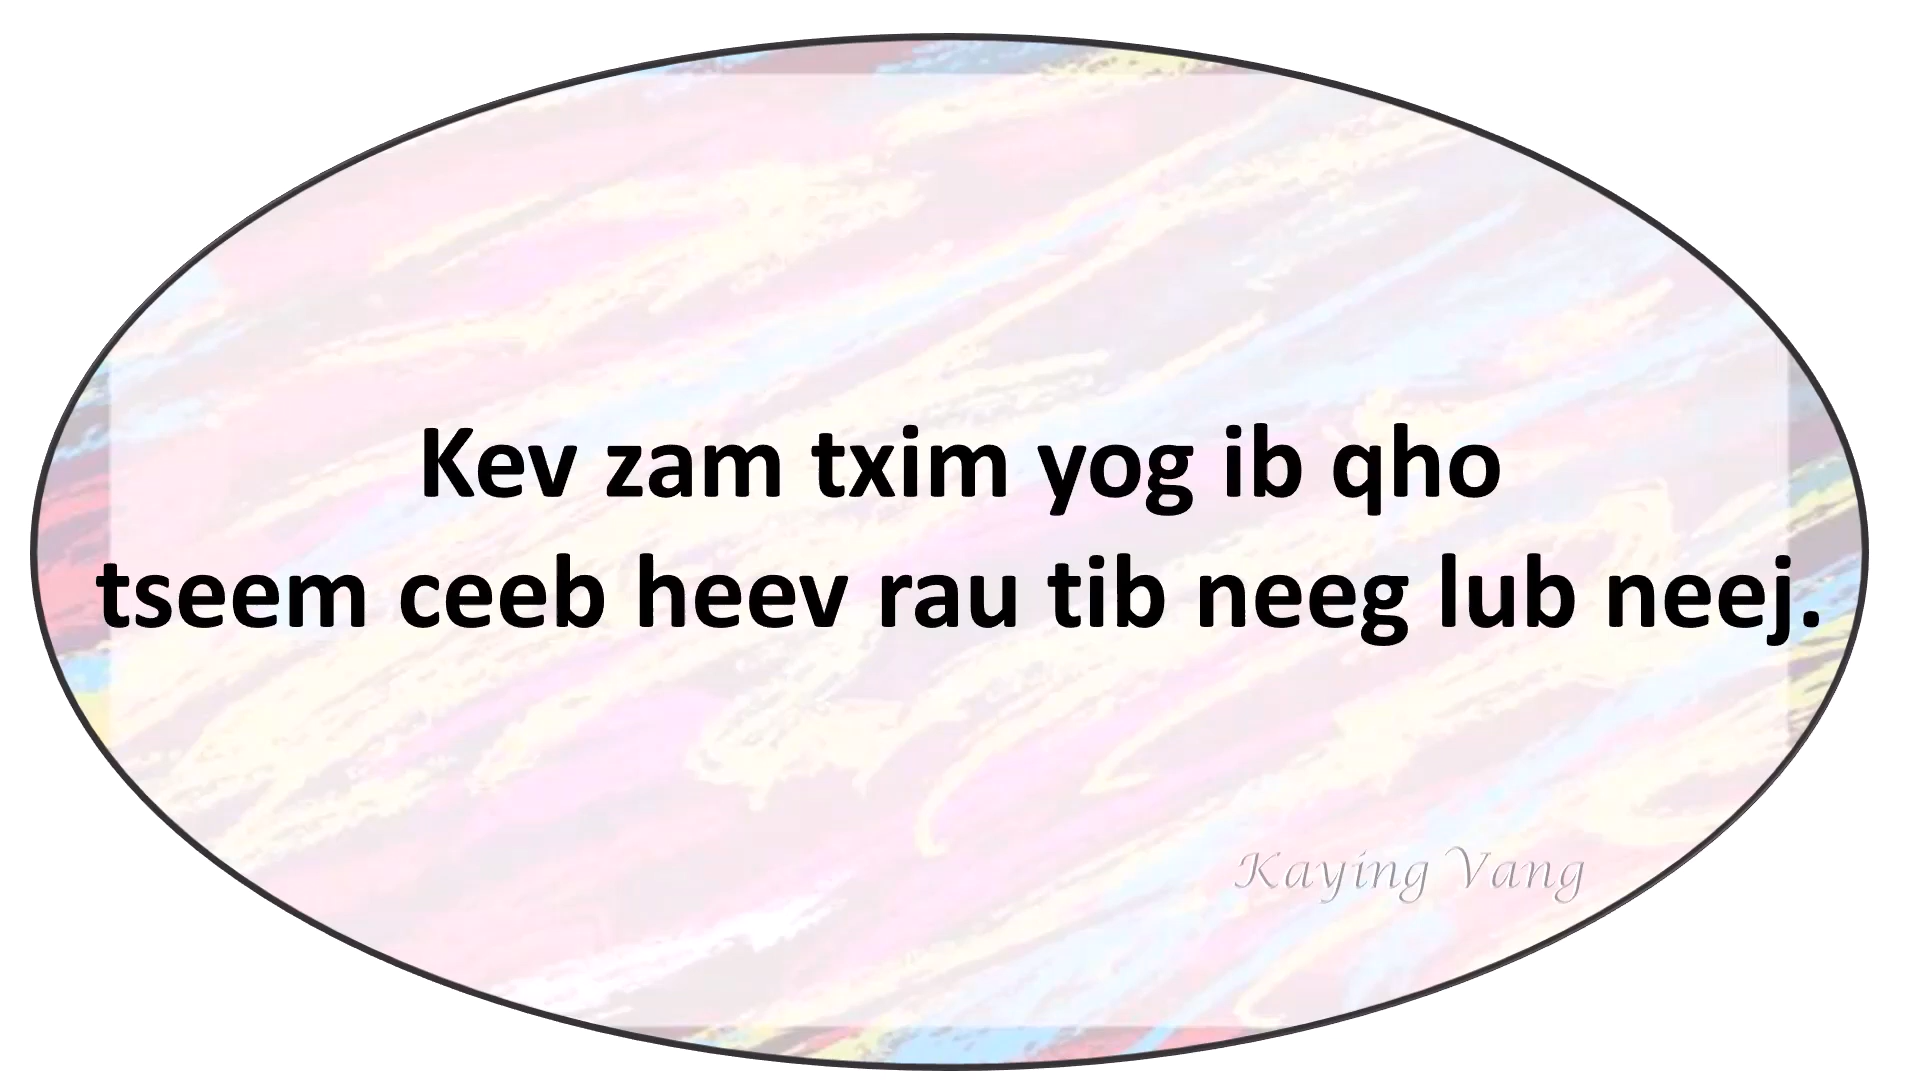 Kev zam txim yog ib qho
tseem ceeb heev rau tib neeg lub neej.
Kaying Vang